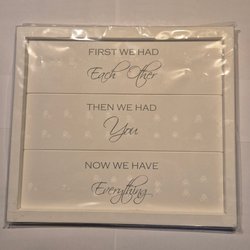 FIRST WE HAD
Each Other
THEN WE HAD
You
NOW WE HAVE
Everything